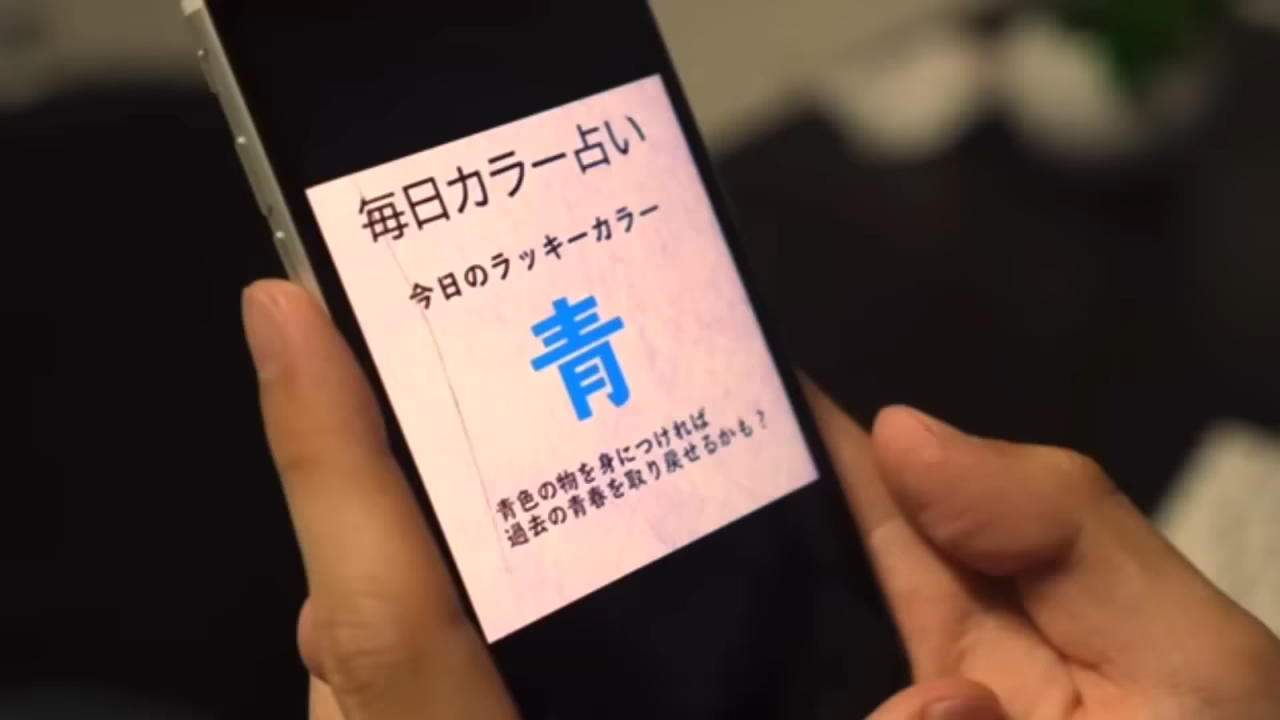 毎日カラー占い
今日のラッキーカラー
青
青色の物を身につければ
過去の青春を取り戻せるかも？